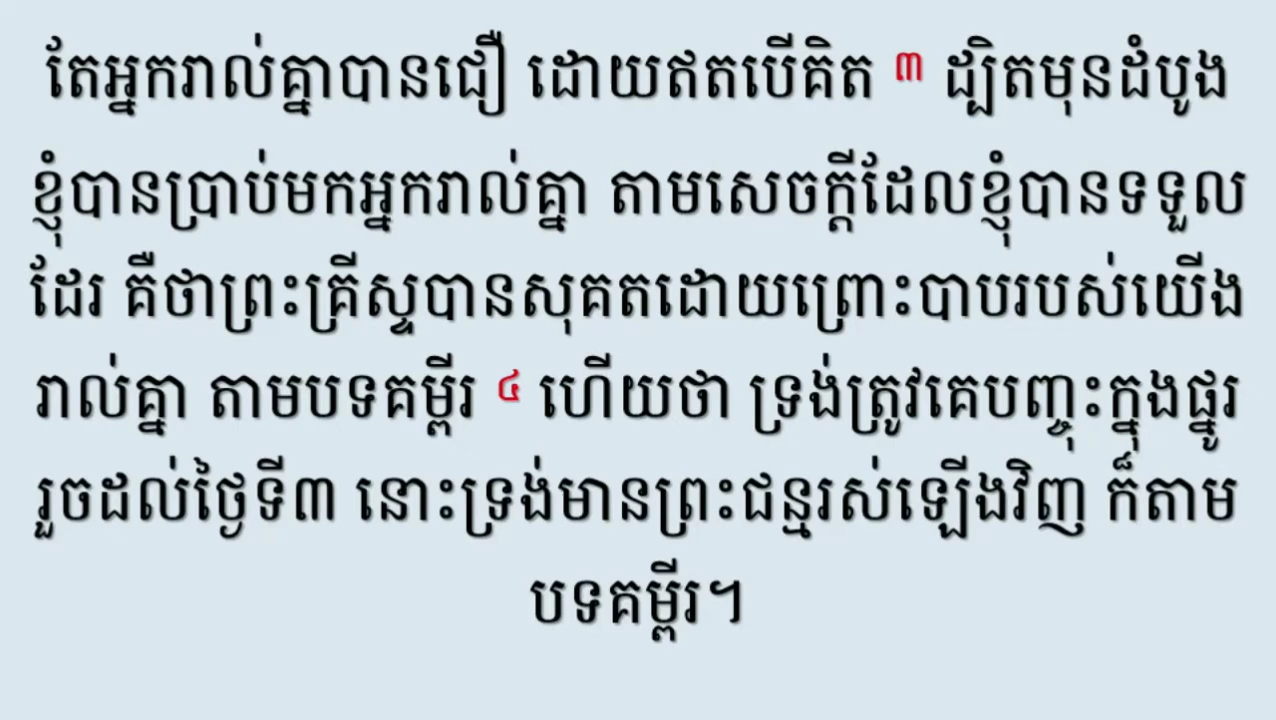 តែអ្នករាល់គ្នាបានជឿ ដោយឥតបើគិត ៣ ដ្បិតមុនដំបូង
ខ្ញុំបានប្រាប់មកអ្នករាល់គ្នា តាមសេចក្ដីដែលខ្ញុំបានទទួល
ដែរ គឺថាព្រះគ្រីស្ទបានសុគតដោយព្រោះបាបរបស់យើង
រាល់គ្នា តាមបទគម្ពីរ ៤ ហើយថា ទ្រង់ត្រូវគេបញ្ចុះក្នុងផ្នូរ
រួចដល់ថ្ងៃទី៣ នោះទ្រង់មានព្រះជន្មរស់ឡើងវិញ ក៏តាម
បទគម្ពីរ។